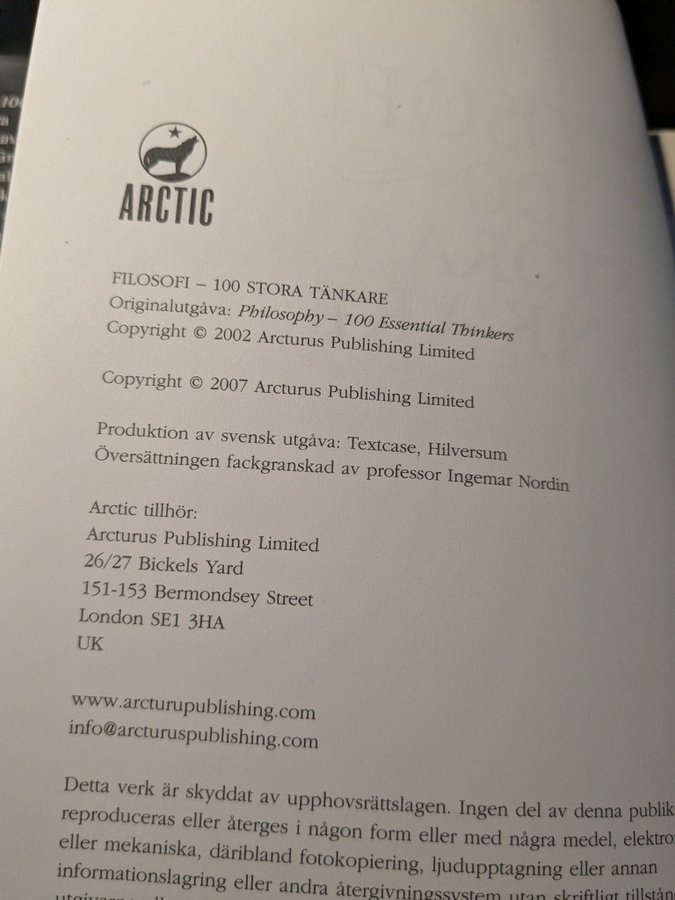 ARCTIC
FILOSOFI – 100 STORA TÄNKARE
Originalutgåva: Philosophy – 100 Essential Thinkers
Copyright © 2002 Arcturus Publishing Limited
Copyright © 2007 Arcturus Publishing Limited
Produktion av svensk utgåva: Textcase, Hilversum
Översättningen fackgranskad av professor Ingemar Nordin
Arctic tillhör:
Arcturus Publishing Limited
26/27 Bickels Yard
151-153 Bermondsey Street
London SE1 3HA
UK
www.arcturupublishing.com
info@arcturuspublishing.com
Detta verk är skyddat av upphovsrättslagen. Ingen del av denna publik
reproduceras eller återges i någon form eller med några medel, elektro
eller mekaniska, däribland fotokopiering, ljudupptagning eller annan
informationslagring eller andra återgivningssystem utan skriftligt tillstån